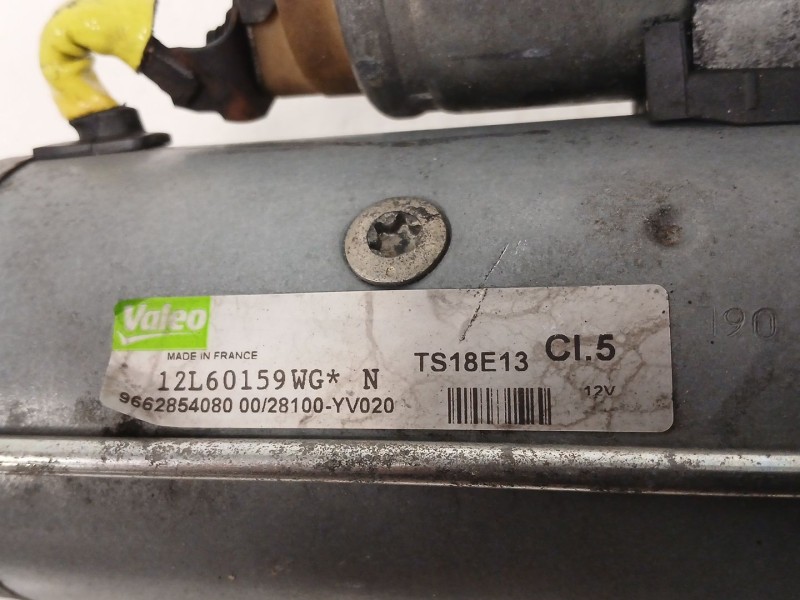 Valeo
MADE IN FRANCE
12L60159WG* N
TS18E13 Cl.5
12V
9662854080 00/28100-YV020
190